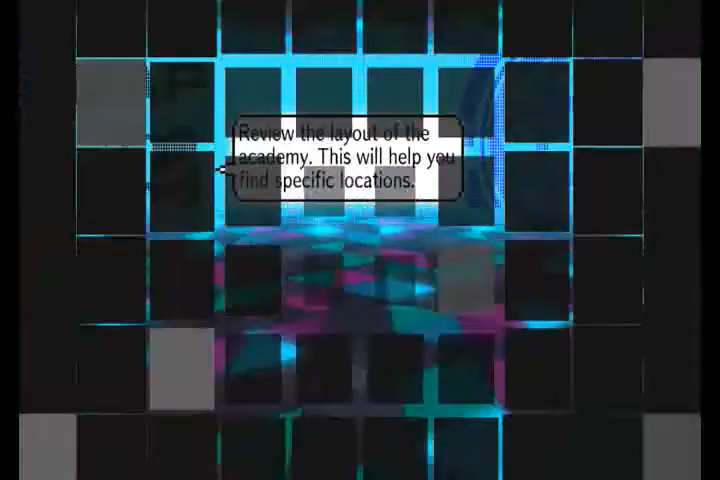 Review the layout of the
academy. This will help you
find specific locations.